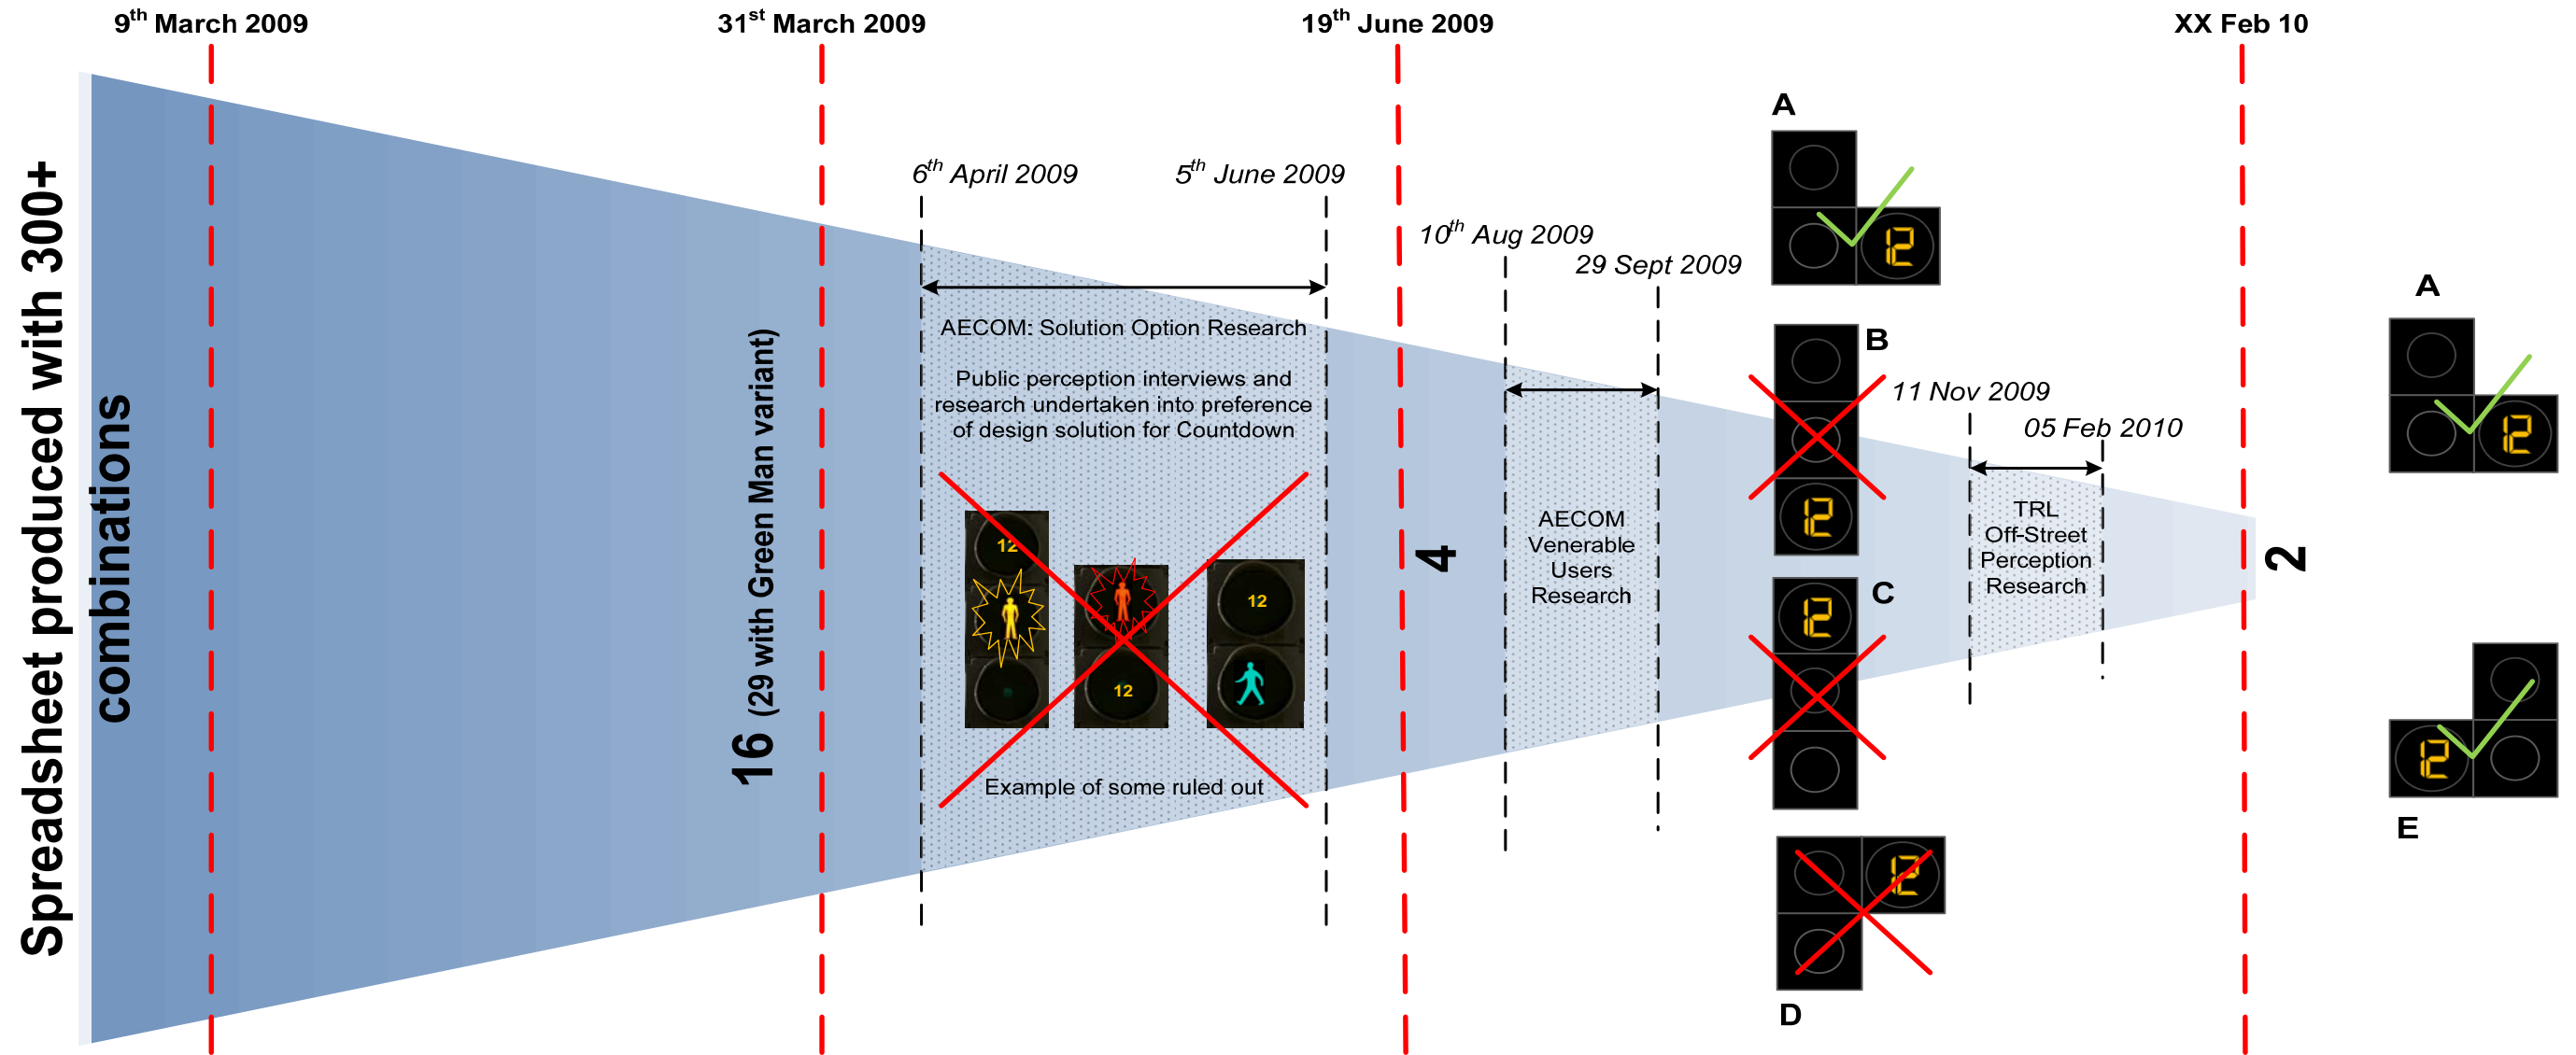 9th March 2009
31st March 2009
19th June 2009
XX Feb 10
Spreadsheet produced with 300+
combinations
16 (29 with Green Man variant)
6th April 2009
5th June 2009
AECOM: Solution Option Research
Public perception interviews and
research undertaken into preference
of design solution for Countdown
12
12
12
Example of some ruled out
4
10th Aug 2009
29 Sept 2009
AECOM
Venerable
Users
Research
A
12
B
12
C
12
D
12
11 Nov 2009
05 Feb 2010
TRL
Off-Street
Perception
Research
2
A
12
E
12